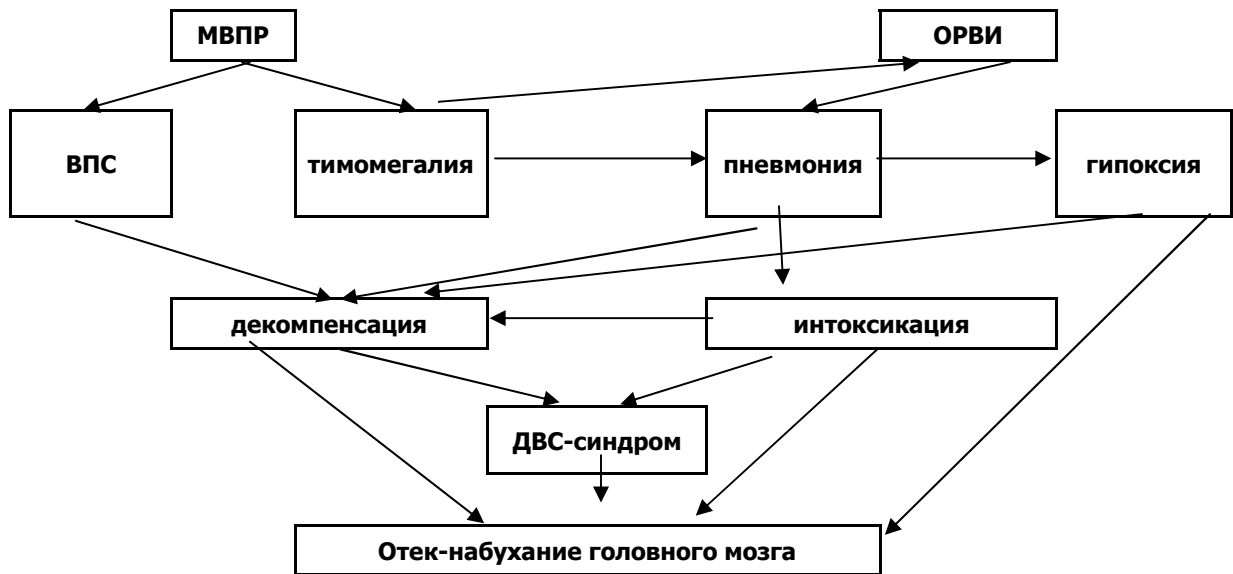 МВПР
ОРВИ
ВПС
тимомегалия
пневмония
гипоксия
декомпенсация
интоксикация
ДВС-синдром
Отек-набухание головного мозга